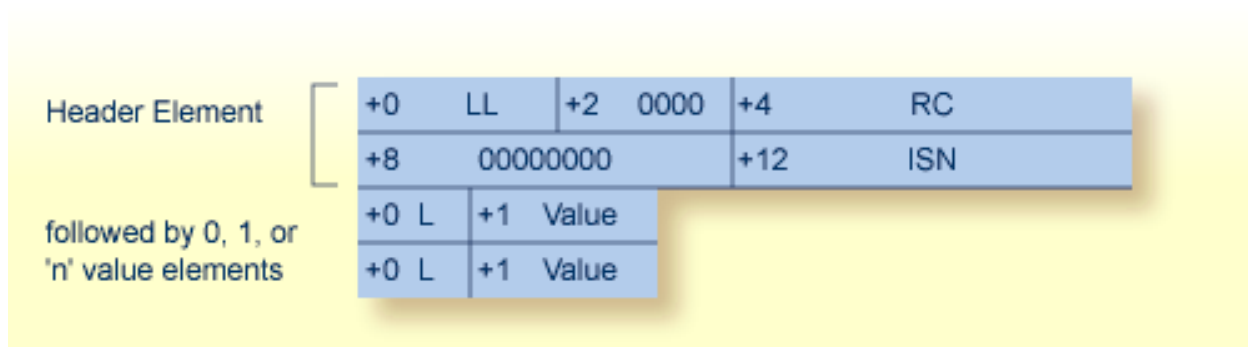 Header Element
+0 LL +2 0000 +4 RC
+8 00000000 +12 ISN
followed by 0, 1, or
'n' value elements
+0 L +1 Value
+0 L +1 Value